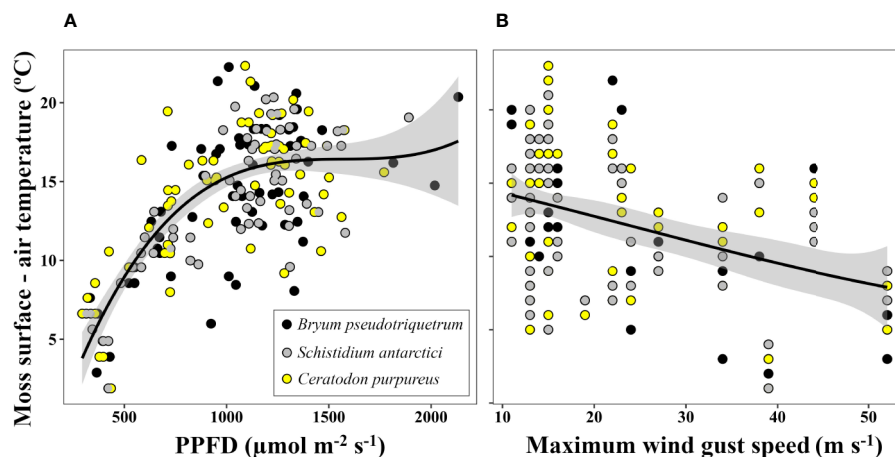 A
B
Moss surface - air temperature (ºC)
20
15
10
5
Bryum pseudotriquetrum
Schistidium antarctici
Ceratodon purpureus
500
1000
1500
2000
10
20
30
40
50
PPFD (µmol m⁻² s⁻¹)
Maximum wind gust speed (m s⁻¹)